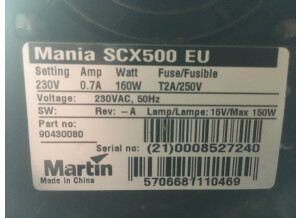 Mania SCX500 EU
Setting Amp Watt Fuse/Fusible
230V 0.7A 160W T2A/250V
Voltage: 230VAC, 50Hz
SW: Rev: -A Lamp/Lampe: 15V/Max 150W
Part No:
90430080
Serial No:
(21)0008527240
Martin
Made in China
5706681110469